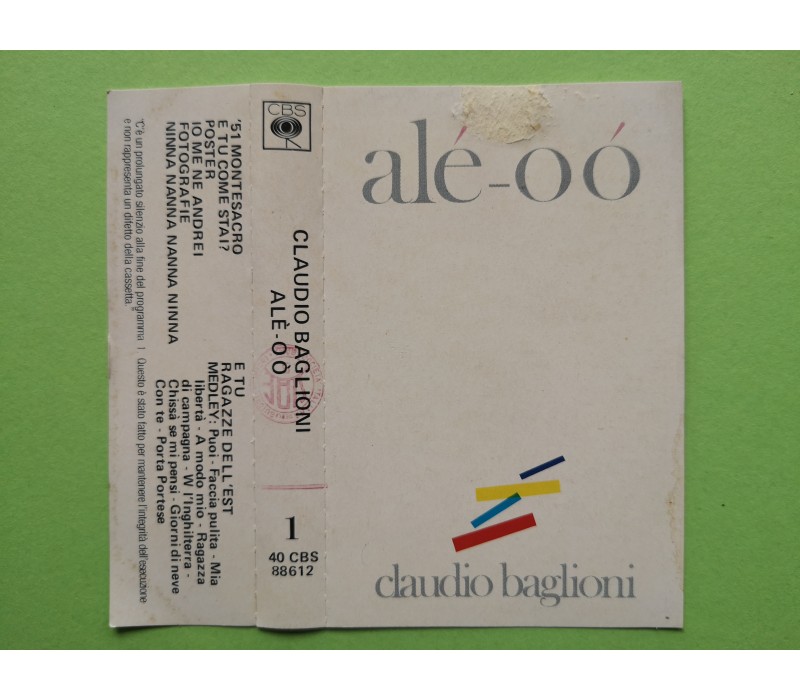 alé-oó
claudio baglioni
CBS
CLAUDIO BAGLIONI
ALÈ-OÒ
1
40 CBS
88612
'51 MONTESACRO
E TU COME STAI?
POSTER
IO ME NE ANDREI
FOTOGRAFIE
NINNA NANNA NANNA NINNA
E TU
RAGAZZE DELL'EST
MEDLEY: Puoi - Faccia pulita - Mia
libertà - A modo mio - Ragazza
di campagna - W l'Inghilterra -
Chissà se mi pensi - Giorni di neve
Con te - Porta Portese
"C'è un prolungato silenzio alla fine del programma 1 Questo è stato fatto per mantenere l'integrità dell'esecuzione
e non rappresenta un difetto della cassetta."